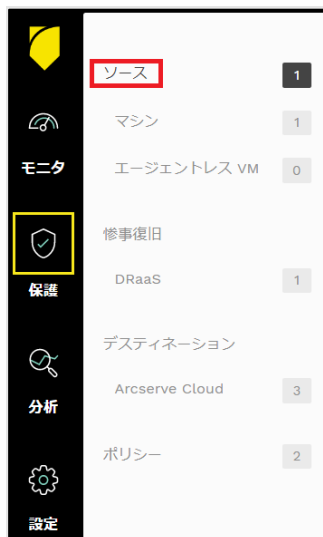 モニタ
保護
分析
設定
ソース 1
マシン 1
エージェントレス VM 0
惨事復旧
DRaaS 1
デスティネーション
Arcserve Cloud 3
ポリシー 2